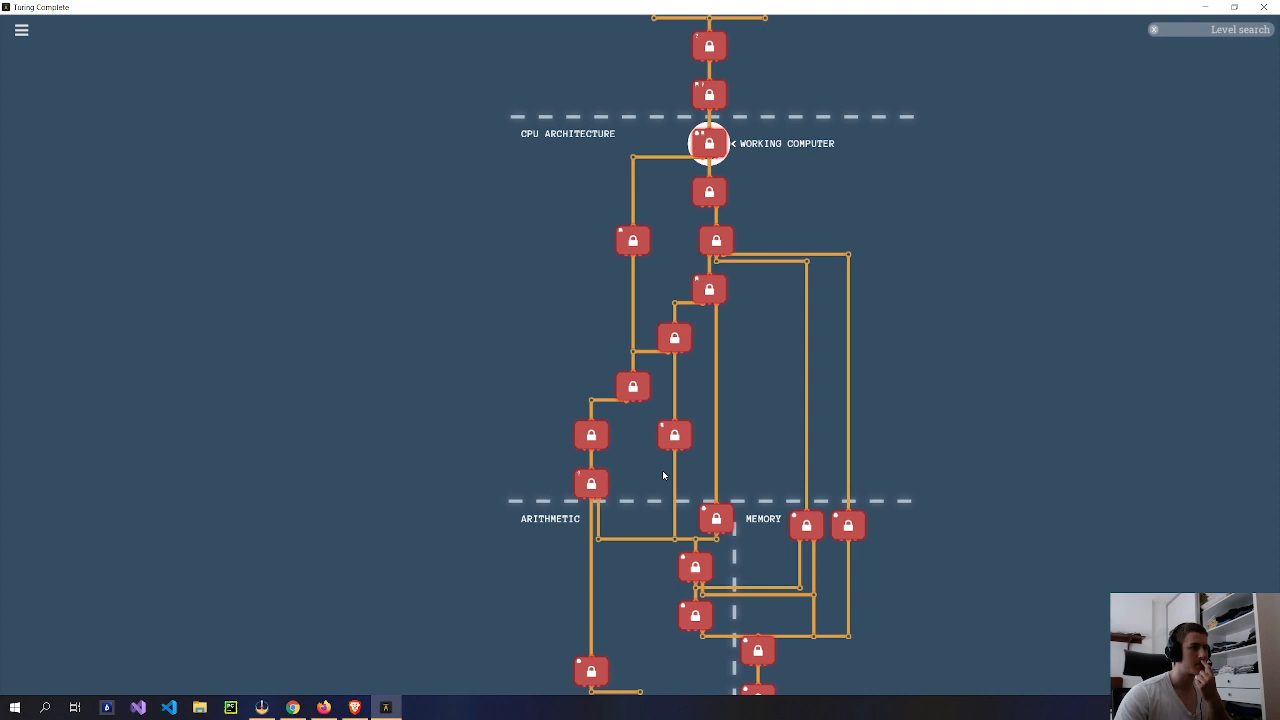 Turing Complete
Level search
CPU ARCHITECTURE
< WORKING COMPUTER
ARITHMETIC
MEMORY